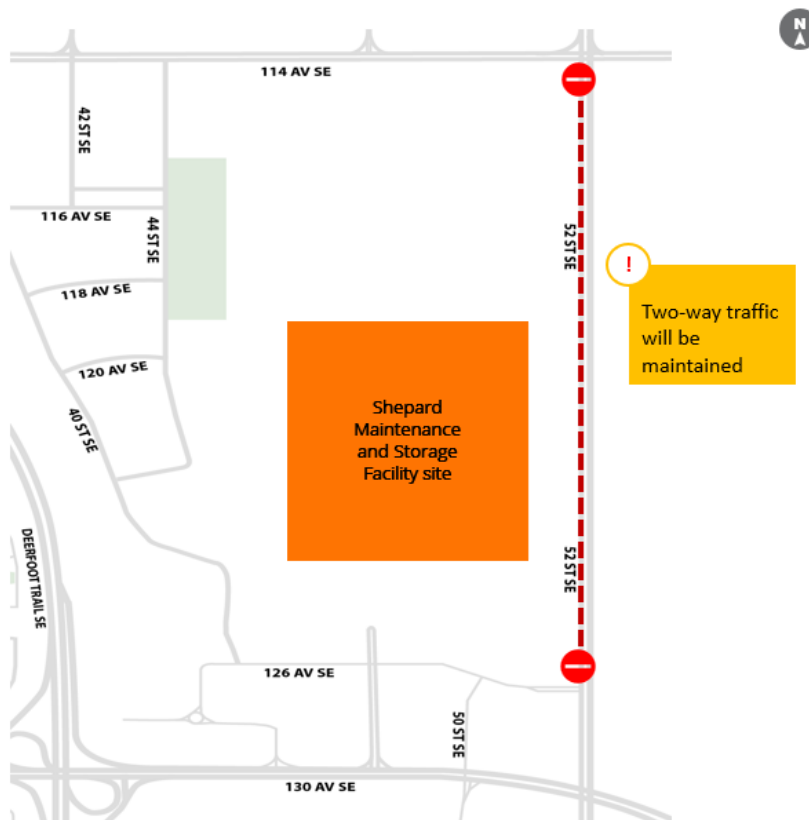 N
114 AV SE
42 ST SE
116 AV SE
44 ST SE
52 ST SE
!
118 AV SE
Two-way traffic
will be
maintained
120 AV SE
40 ST SE
Shepard
Maintenance
and Storage
Facility site
DEERFOOT TRAIL SE
52 ST SE
126 AV SE
50 ST SE
130 AV SE